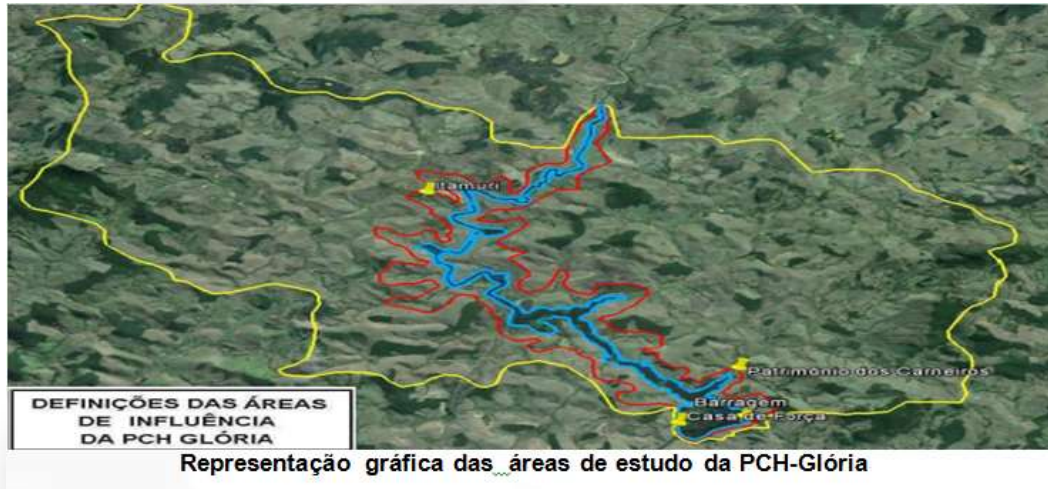 Itamuri
Patrimônio dos Carneiros
Barragem
Casa de Força
DEFINIÇÕES DAS ÁREAS
DE INFLUÊNCIA
DA PCH GLÓRIA
Representação gráfica das áreas de estudo da PCH-Glória